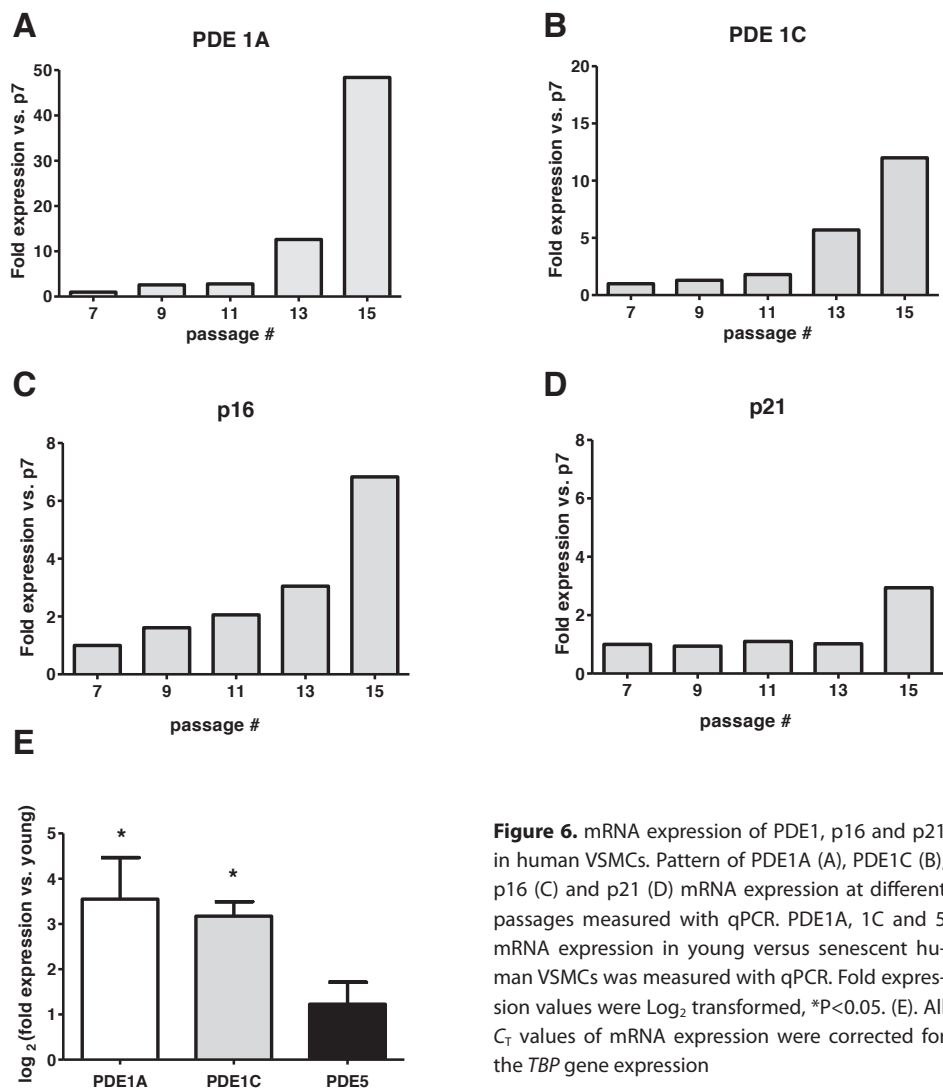 A
PDE 1A
Fold expression vs. p7
50
40
30
20
10
0
7 9 11 13 15
passage #
B
PDE 1C
Fold expression vs. p7
20
15
10
5
0
7 9 11 13 15
passage #
C
p16
Fold expression vs. p7
8
6
4
2
0
7 9 11 13 15
passage #
D
p21
Fold expression vs. p7
8
6
4
2
0
7 9 11 13 15
passage #
E
log 2 (fold expression vs. young)
5
4
3
2
1
0
* *
PDE1A PDE1C PDE5
Figure 6. mRNA expression of PDE1, p16 and p21
in human VSMCs. Pattern of PDE1A (A), PDE1C (B),
p16 (C) and p21 (D) mRNA expression at different
passages measured with qPCR. PDE1A, 1C and 5
mRNA expression in young versus senescent hu-
man VSMCs was measured with qPCR. Fold expres-
sion values were Log2 transformed, *P<0.05. (E). All
CT values of mRNA expression were corrected for
the TBP gene expression